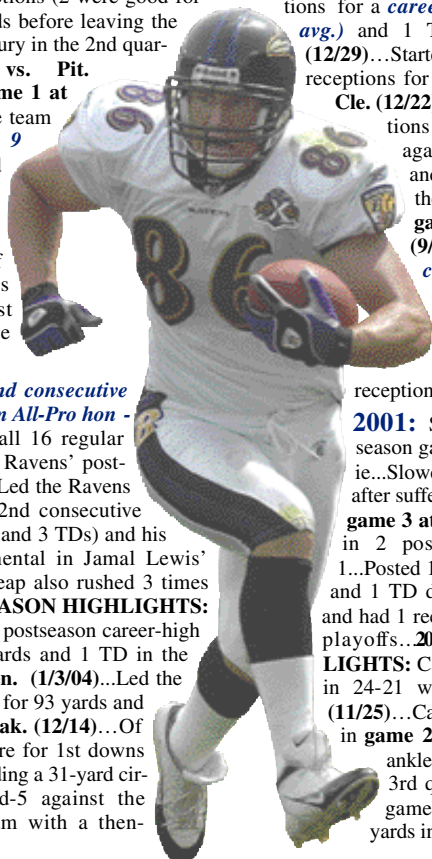 ptions (2 were good for
ds before leaving the
ury in the 2nd quar-
vs. Pit.
me 1 at
e team
9
s
st
e
nd consecutive
m All-Pro hon -
all 16 regular
Ravens’ post-
Led the Ravens
2nd consecutive
and 3 TDs) and his
mental in Jamal Lewis’
eap also rushed 3 times
ASON HIGHLIGHTS:
postseason career-high
ards and 1 TD in the
n. (1/3/04)...Led the
for 93 yards and
ak. (12/14)…Of
re for 1st downs
ding a 31-yard cir-
d-5 against the
m with a then-
tions for a career
avg.) and 1 T
(12/29)…Starte
receptions for
Cle. (12/22
tions
aga
and
the
ga
(9/
c
reception
2001: S
season ga
ie...Slowe
after suffe
game 3 at
in 2 pos
1...Posted 1
and 1 TD d
and had 1 rec
playoffs…20
LIGHTS: C
in 24-21 w
(11/25)…Ca
in game 2
ankle
3rd q
game
yards in
RAVENS
86
86
86